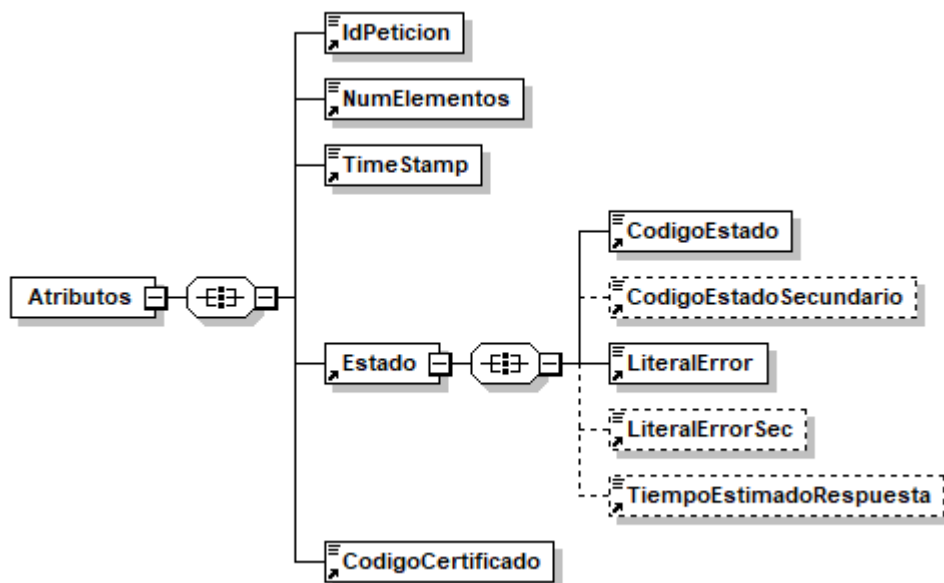 IdPeticion
NumElementos
TimeStamp
CodigoEstado
Atributos
CodigoEstadoSecundario
Estado
LiteralError
LiteralErrorSec
TiempoEstimadoRespuesta
CodigoCertificado